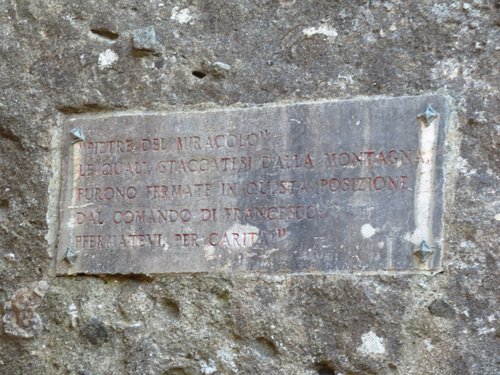 "PIETRE DEL MIRACOLO"
LE QUALI STACCATESI DALLA MONTAGNA,
FURONO FERMATE IN QUESTA POSIZIONE
DAL COMANDO DI FRANCESCO:
"FERMATEVI, PER CARITÀ!"